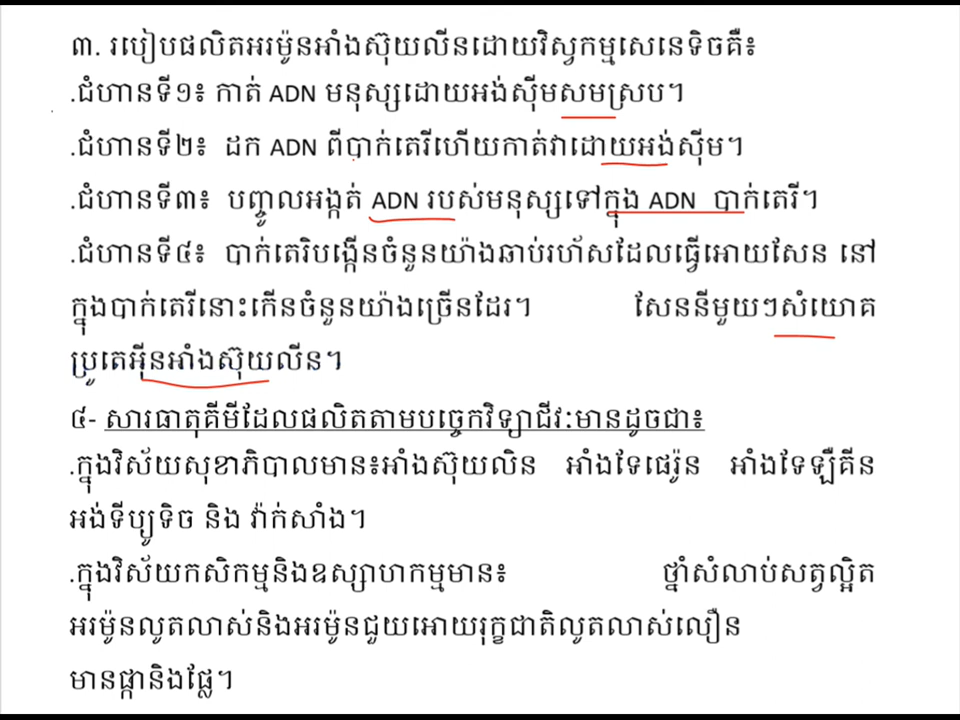 ៣. របៀបផលិតអរម៉ូនអាំងស៊ុយលីនដោយវិស្វកម្មសេនេទិចគឺ៖
.ជំហានទី១៖ កាត់ ADN មនុស្សដោយអង់ស៊ីមសមស្រប។
.ជំហានទី២៖ ដក ADN ពីបាក់តេរីហើយកាត់វាដោយអង់ស៊ីម។
.ជំហានទី៣៖ បញ្ចូលអង្កត់ ADN របស់មនុស្សទៅក្នុង ADN បាក់តេរី។
.ជំហានទី៤៖ បាក់តេរិបង្កើនចំនួនយ៉ាងឆាប់រហ័សដែលធ្វើអោយសែន នៅ
ក្នុងបាក់តេរីនោះកើនចំនួនយ៉ាងច្រើនដែរ។ សែននីមួយៗសំយោគ
ប្រូតេអ៊ីនអាំងស៊ុយលីន។
៤- សារធាតុគីមីដែលផលិតតាមបច្ចេកវិទ្យាជីវៈមានដូចជា៖
.ក្នុងវិស័យសុខាភិបាលមាន៖អាំងស៊ុយលិន អាំងទែផេរ៉ូន អាំងទែឡឺគីន
អង់ទីប្យូទិច និង វ៉ាក់សាំង។
.ក្នុងវិស័យកសិកម្មនិងឧស្សាហកម្មមាន៖ ថ្នាំសំលាប់សត្វល្អិត
អរម៉ូនលូតលាស់និងអរម៉ូនជួយអោយរុក្ខជាតិលូតលាស់លឿន
មានផ្កានិងផ្លែ។